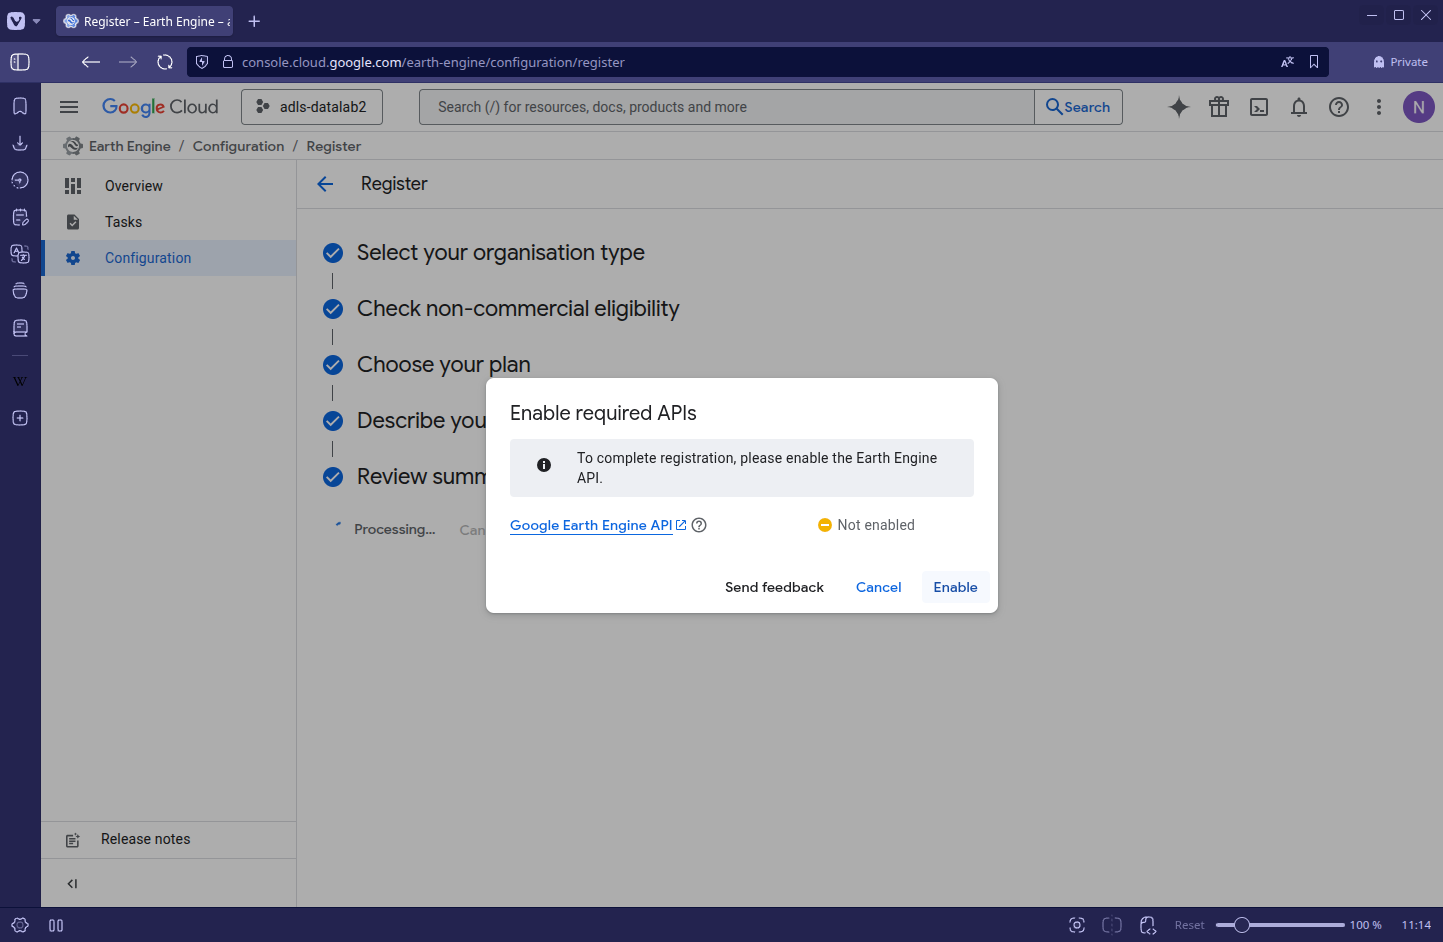 Register – Earth Engine –
console.cloud.google.com/earth-engine/configuration/register
Private
Google Cloud
adls-datalab2
Search (/) for resources, docs, products and more
Search
N
Earth Engine / Configuration / Register
Overview
Tasks
Configuration
Release notes
Register
Select your organisation type
Check non-commercial eligibility
Choose your plan
Describe you
Review summ
Processing...
Can
Enable required APIs
To complete registration, please enable the Earth Engine
API.
Google Earth Engine API
Not enabled
Send feedback
Cancel
Enable
W
Reset
100 %
11:14